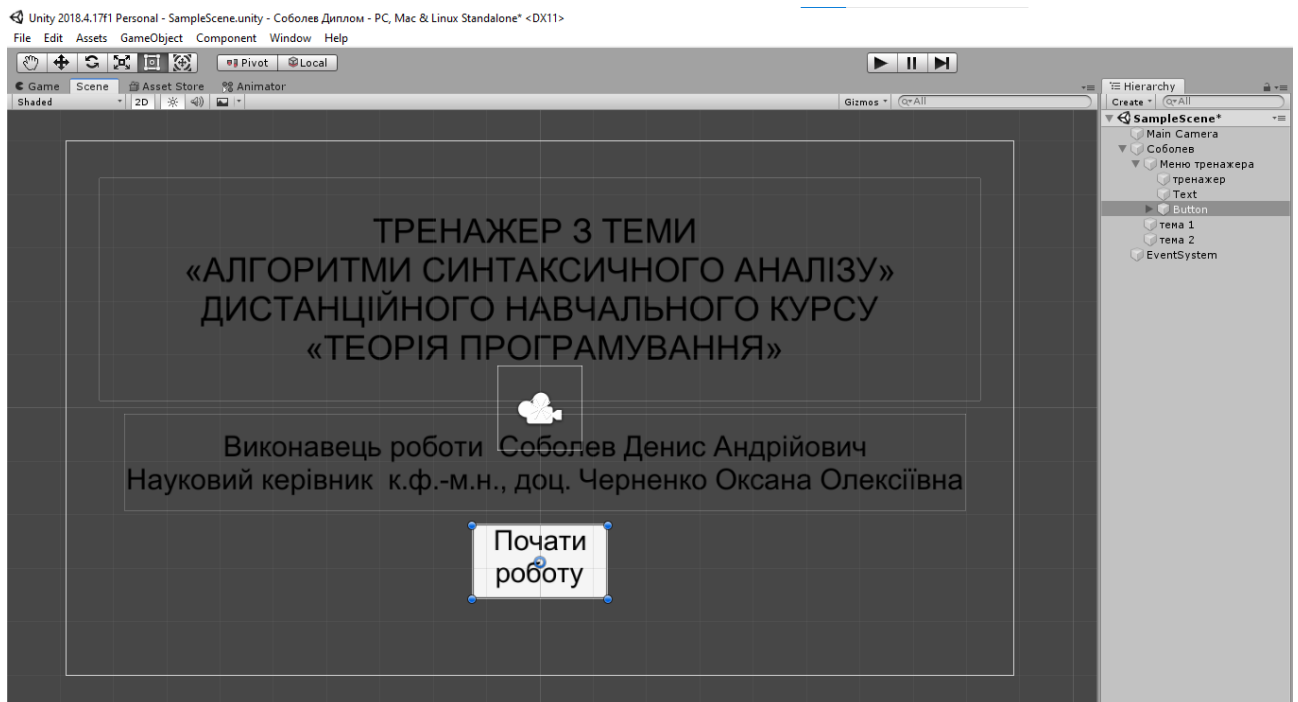 Unity 2018.4.17f1 Personal - SampleScene.unity - Соболев Диплом - PC, Mac & Linux Standalone* <DX11>
File Edit Assets GameObject Component Window Help
Pivot Local
Game Scene Asset Store Animator
Shaded 2D Gizmos All
Hierarchy
Create All
SampleScene*
Main Camera
Соболев
Меню тренажера
тренажер
Text
Button
тема 1
тема 2
EventSystem
ТРЕНАЖЕР З ТЕМИ
«АЛГОРИТМИ СИНТАКСИЧНОГО АНАЛІЗУ»
ДИСТАНЦІЙНОГО НАВЧАЛЬНОГО КУРСУ
«ТЕОРІЯ ПРОГРАМУВАННЯ»
Виконавець роботи Соболев Денис Андрійович
Науковий керівник к.ф.-м.н., доц. Черненко Оксана Олексіївна
Почати
роботу